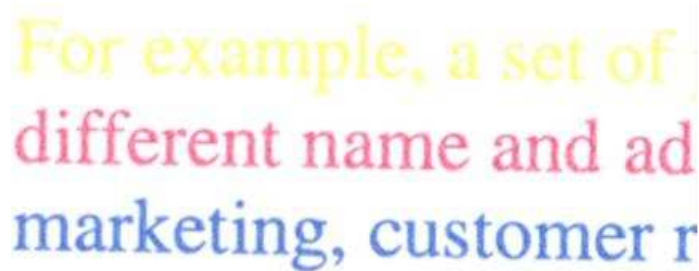 For example, a set of
different name and ad
marketing, customer r